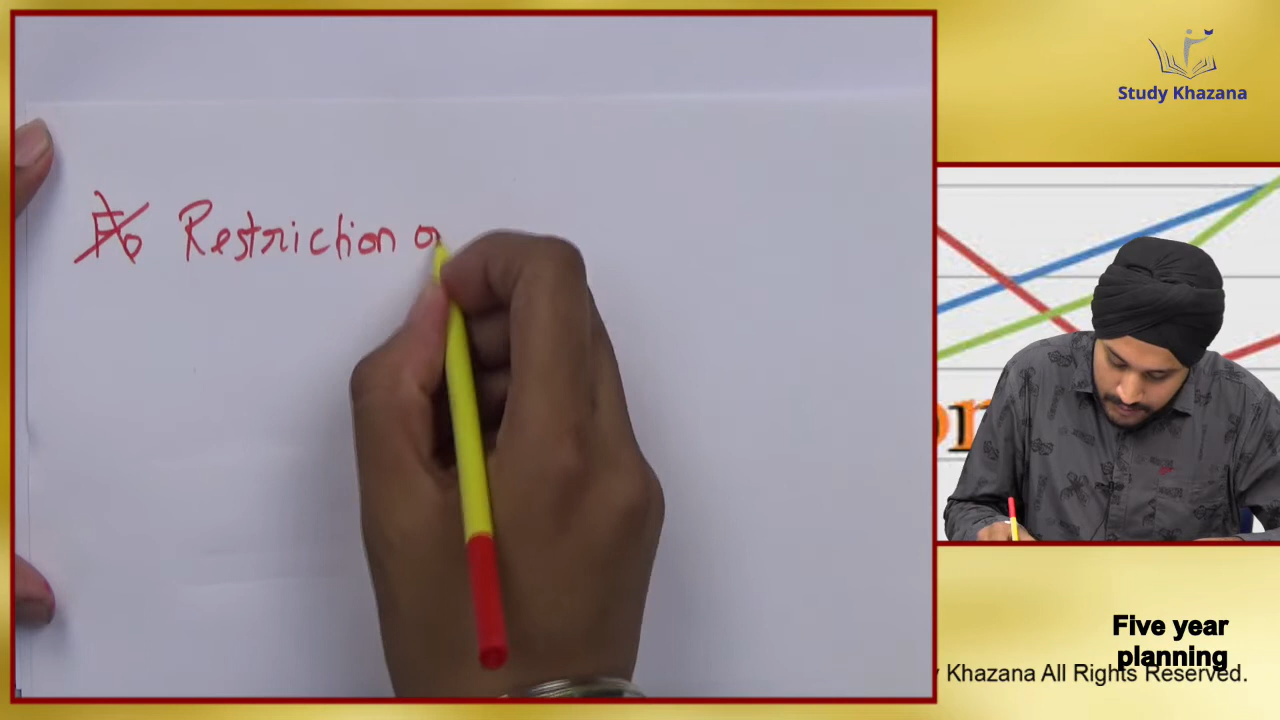 Study Khazana
Restriction o
Five year
planning
Khazana All Rights Reserved.